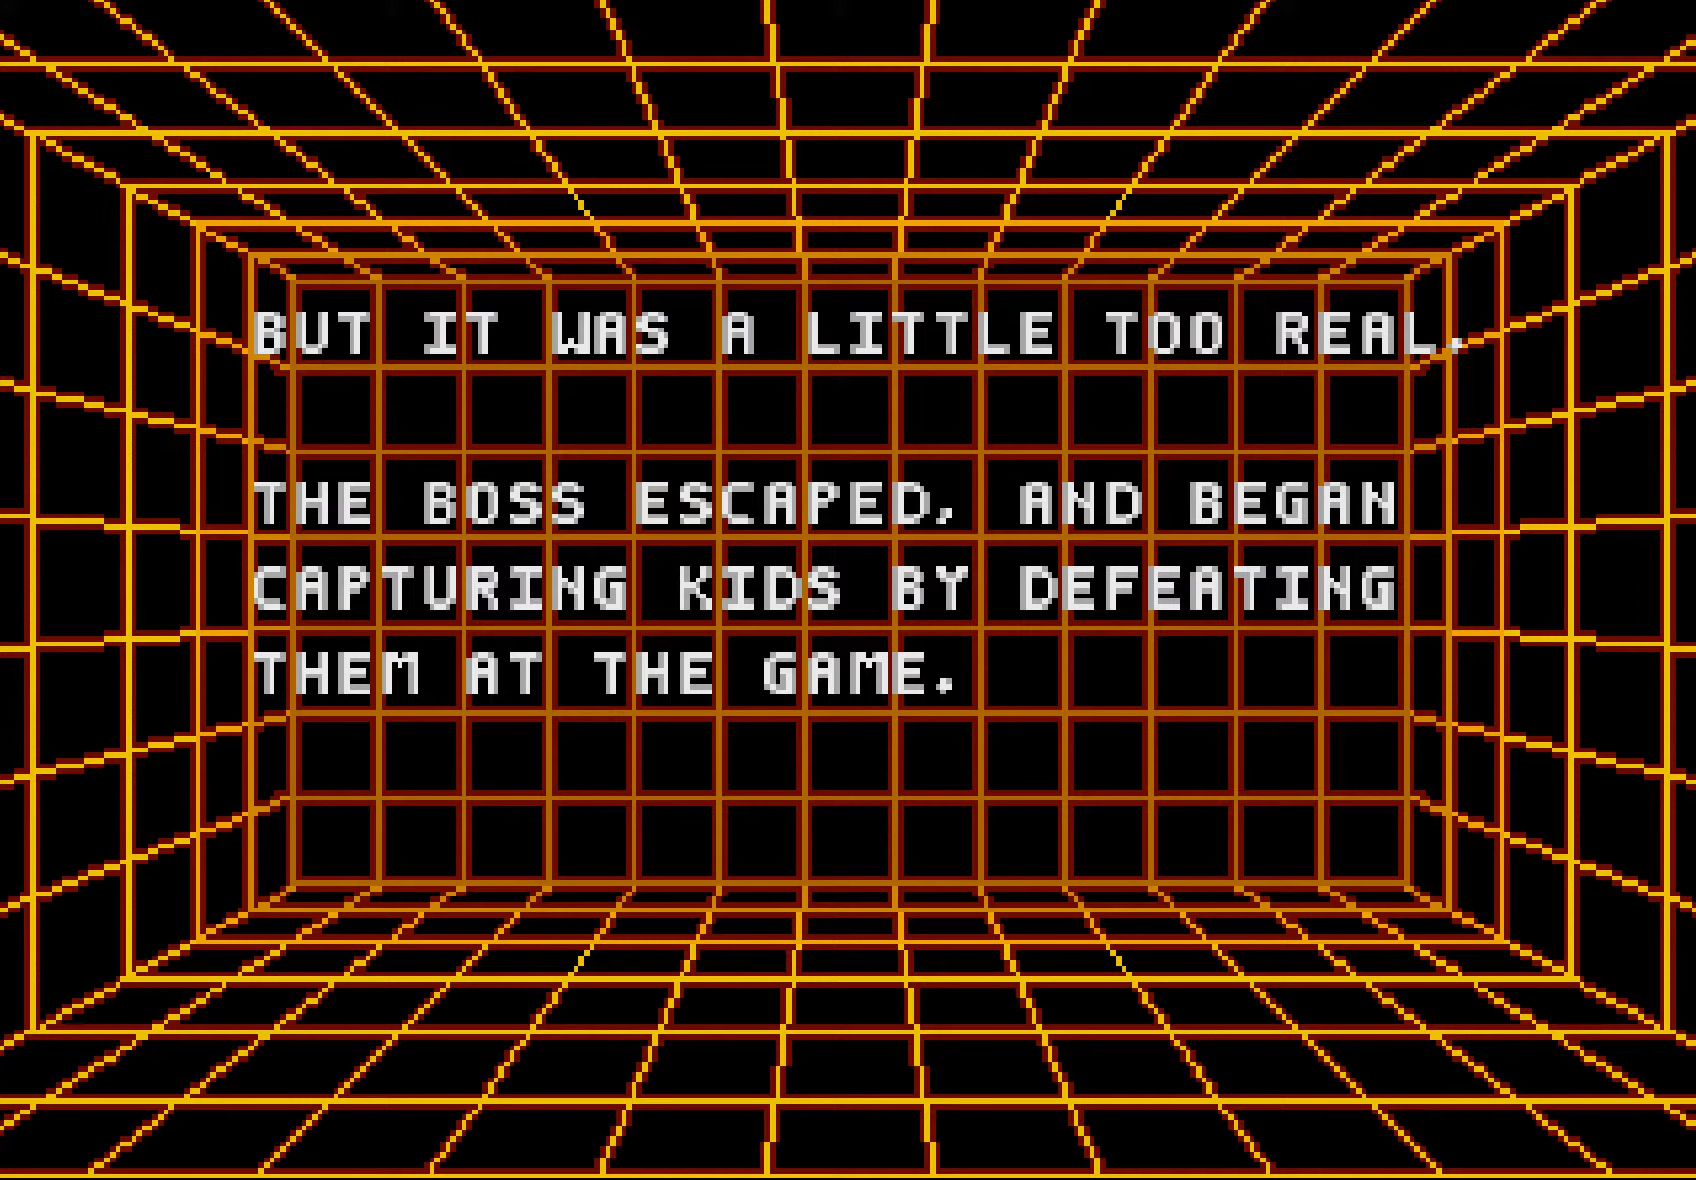 BUT IT WAS A LITTLE TOO REAL.
THE BOSS ESCAPED, AND BEGAN
CAPTURING KIDS BY DEFEATING
THEM AT THE GAME.